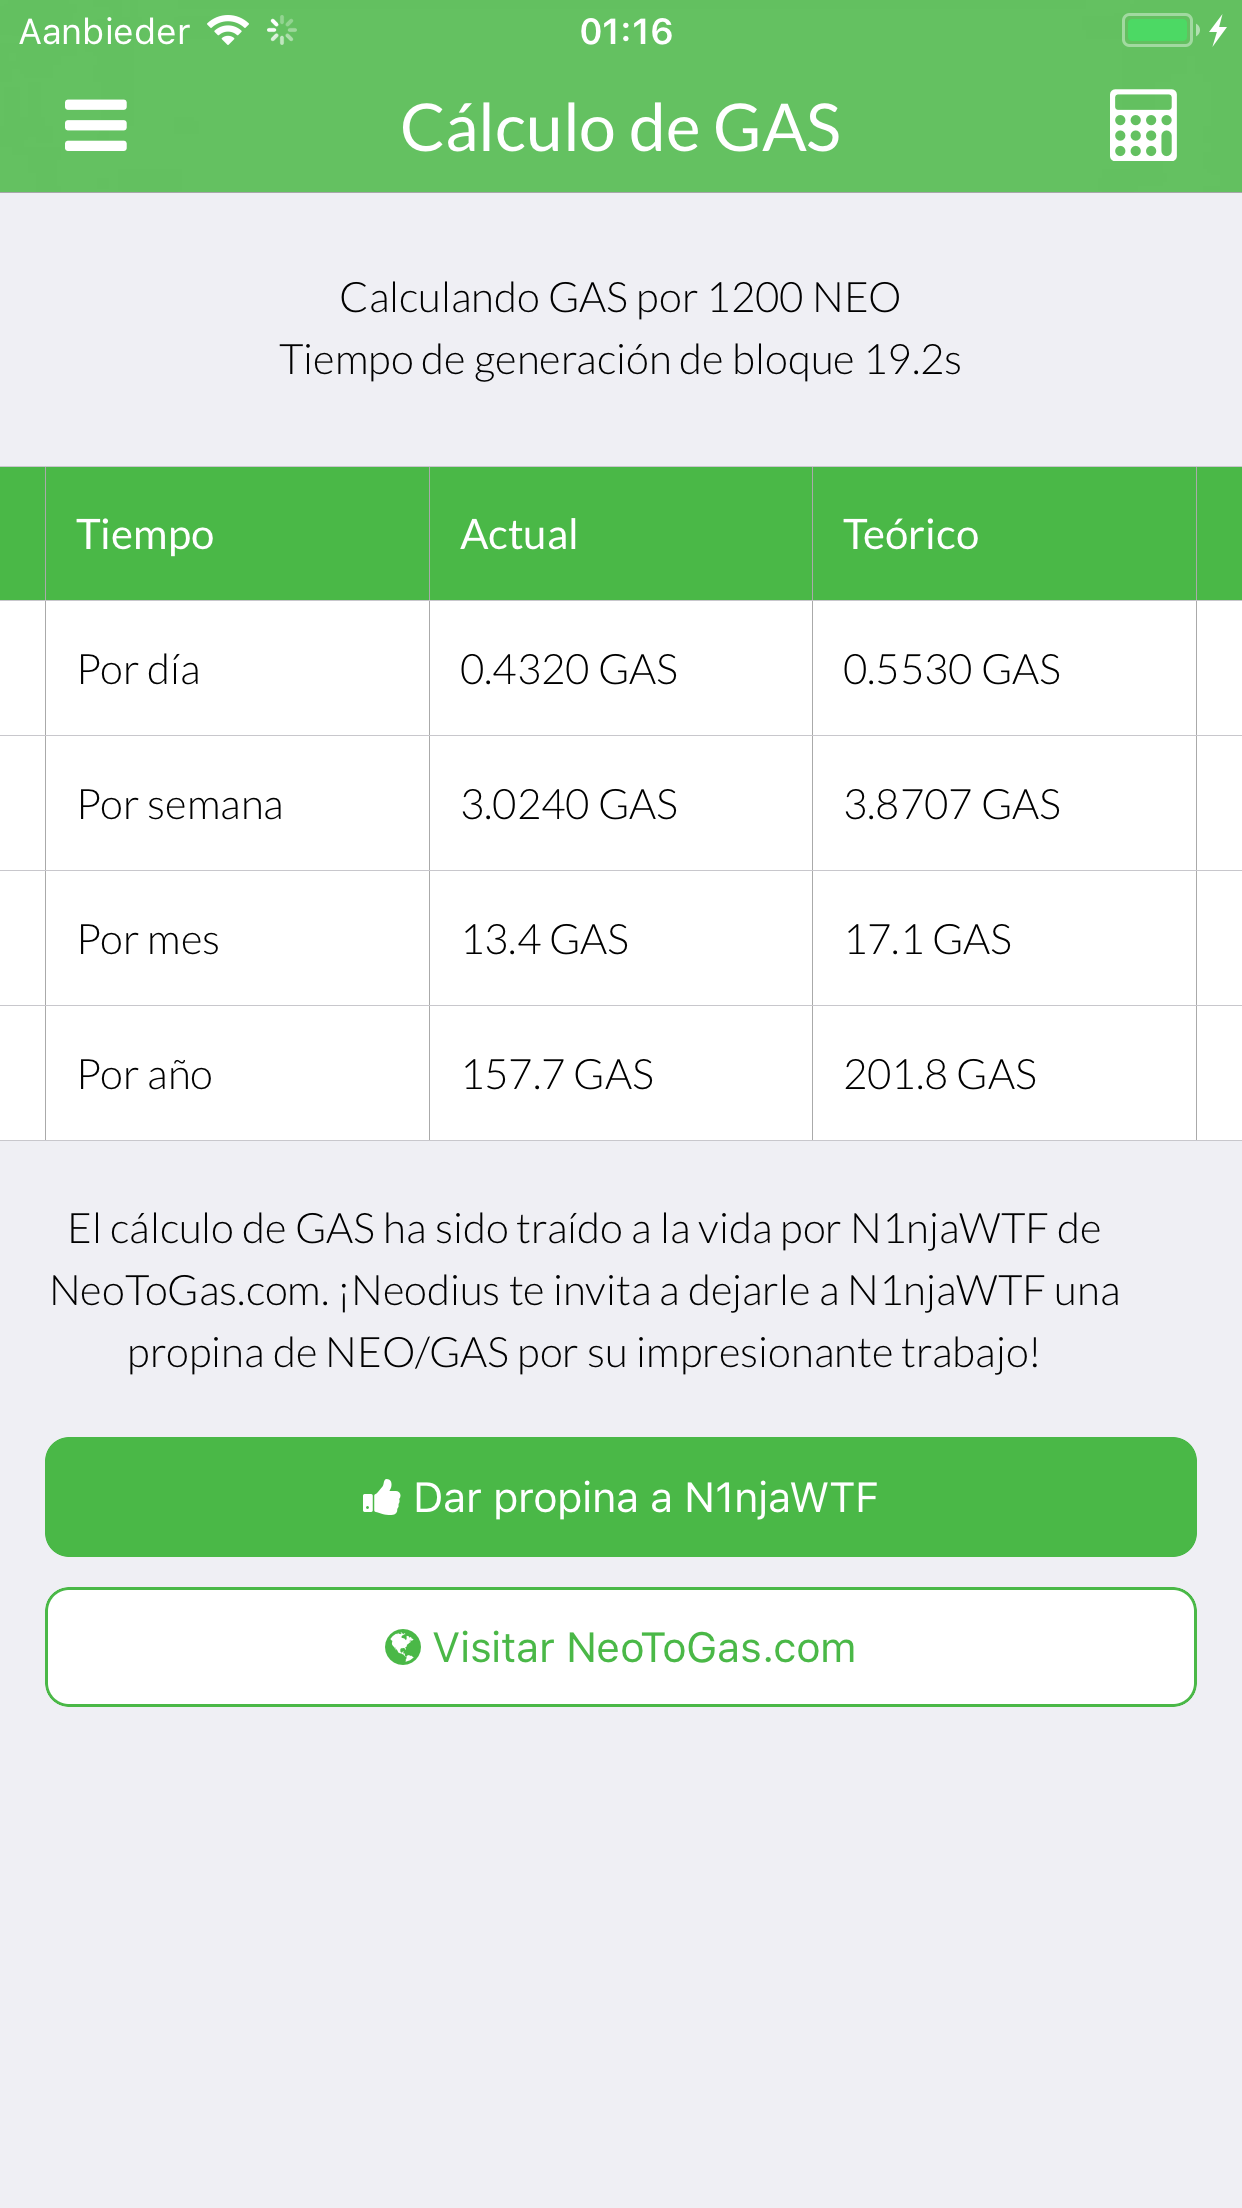 Aanbieder 01:16
Cálculo de GAS
Calculando GAS por 1200 NEO
Tiempo de generación de bloque 19.2s
Tiempo Actual Teórico
Por día 0.4320 GAS 0.5530 GAS
Por semana 3.0240 GAS 3.8707 GAS
Por mes 13.4 GAS 17.1 GAS
Por año 157.7 GAS 201.8 GAS
El cálculo de GAS ha sido traído a la vida por N1njaWTF de
NeoToGas.com. ¡Neodius te invita a dejarle a N1njaWTF una
propina de NEO/GAS por su impresionante trabajo!
Dar propina a N1njaWTF
Visitar NeoToGas.com